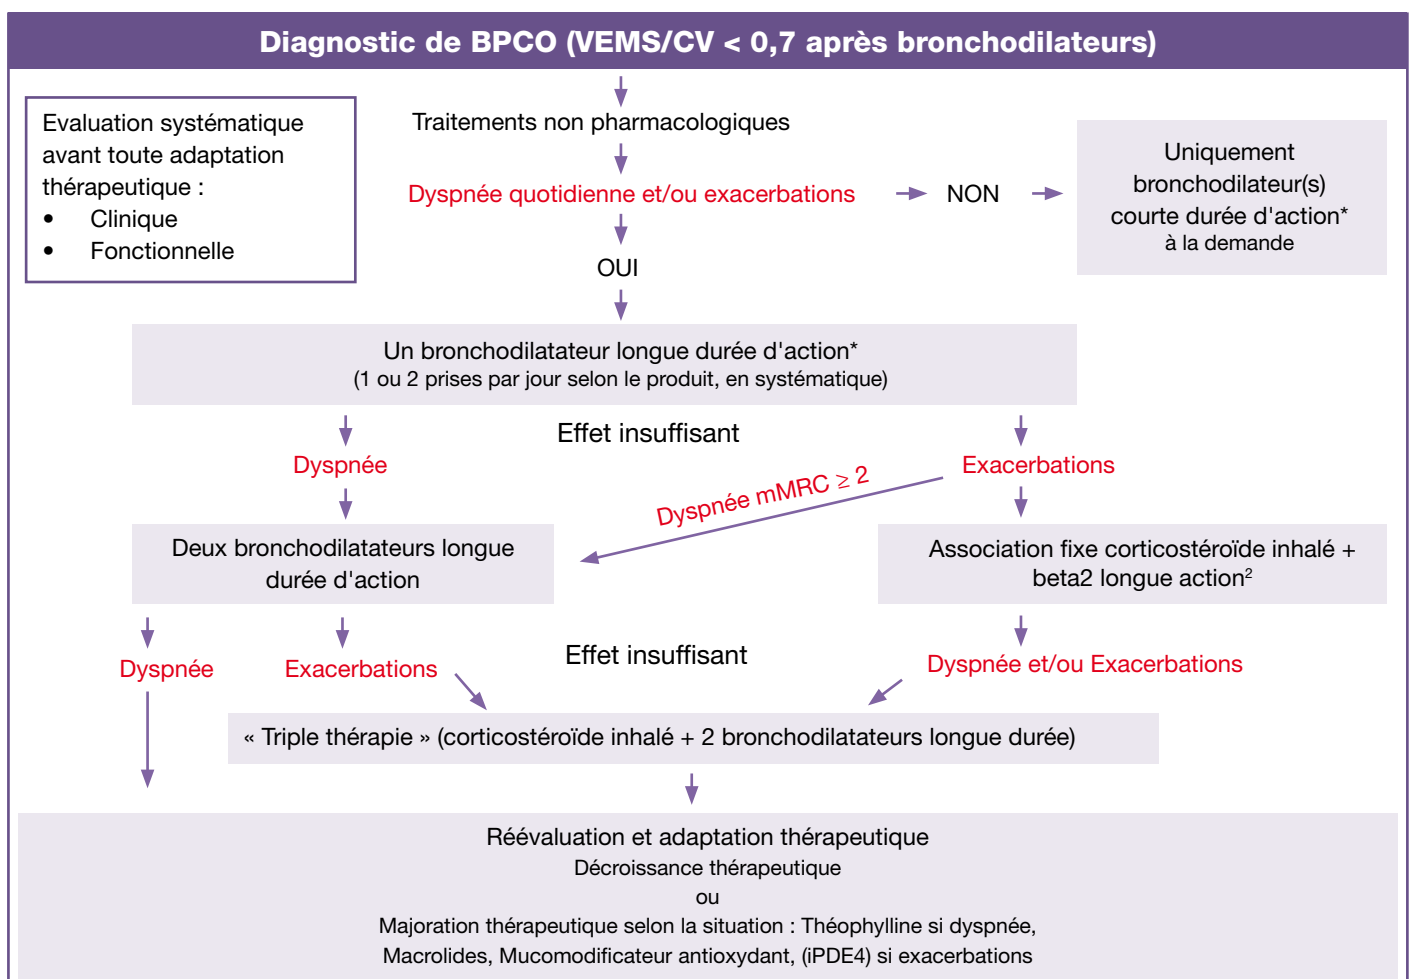 Diagnostic de BPCO (VEMS/CV < 0,7 après bronchodilateurs)
Evaluation systématique
avant toute adaptation
thérapeutique :
• Clinique
• Fonctionnelle
Traitements non pharmacologiques
Dyspnée quotidienne et/ou exacerbations
NON
Uniquement
bronchodilateur(s)
courte durée d'action*
à la demande
OUI
Un bronchodilatateur longue durée d'action*
(1 ou 2 prises par jour selon le produit, en systématique)
Effet insuffisant
Dyspnée
Exacerbations
Dyspnée mMRC ≥ 2
Deux bronchodilatateurs longue
durée d'action
Association fixe corticostéroïde inhalé +
beta2 longue action²
Effet insuffisant
Dyspnée
Exacerbations
Dyspnée et/ou Exacerbations
« Triple thérapie » (corticostéroïde inhalé + 2 bronchodilatateurs longue durée)
Réévaluation et adaptation thérapeutique
Décroissance thérapeutique
ou
Majoration thérapeutique selon la situation : Théophylline si dyspnée,
Macrolides, Mucomodificateur antioxydant, (iPDE4) si exacerbations